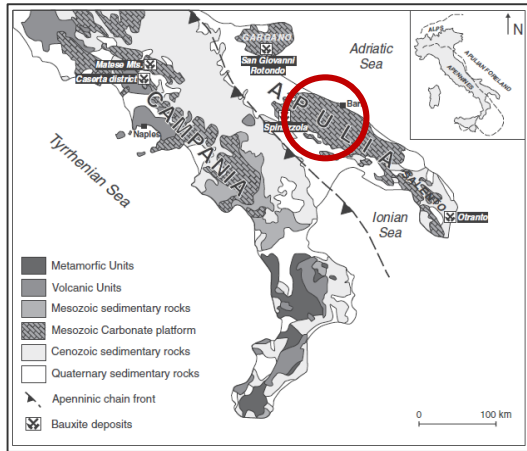 ALPS
APENNINES
APULIAN FORELAND
N
GARGANO
San Giovanni
Rotondo
Adriatic
Sea
Matese Mts.
Caserta district
CAMPANIA
Naples
APULIA
Bari
Spinazzola
SALENTO
Otranto
Tyrrhenian Sea
Ionian
Sea
Metamorfic Units
Volcanic Units
Mesozoic sedimentary rocks
Mesozoic Carbonate platform
Cenozoic sedimentary rocks
Quaternary sedimentary rocks
Apenninic chain front
Bauxite deposits
0 100 km